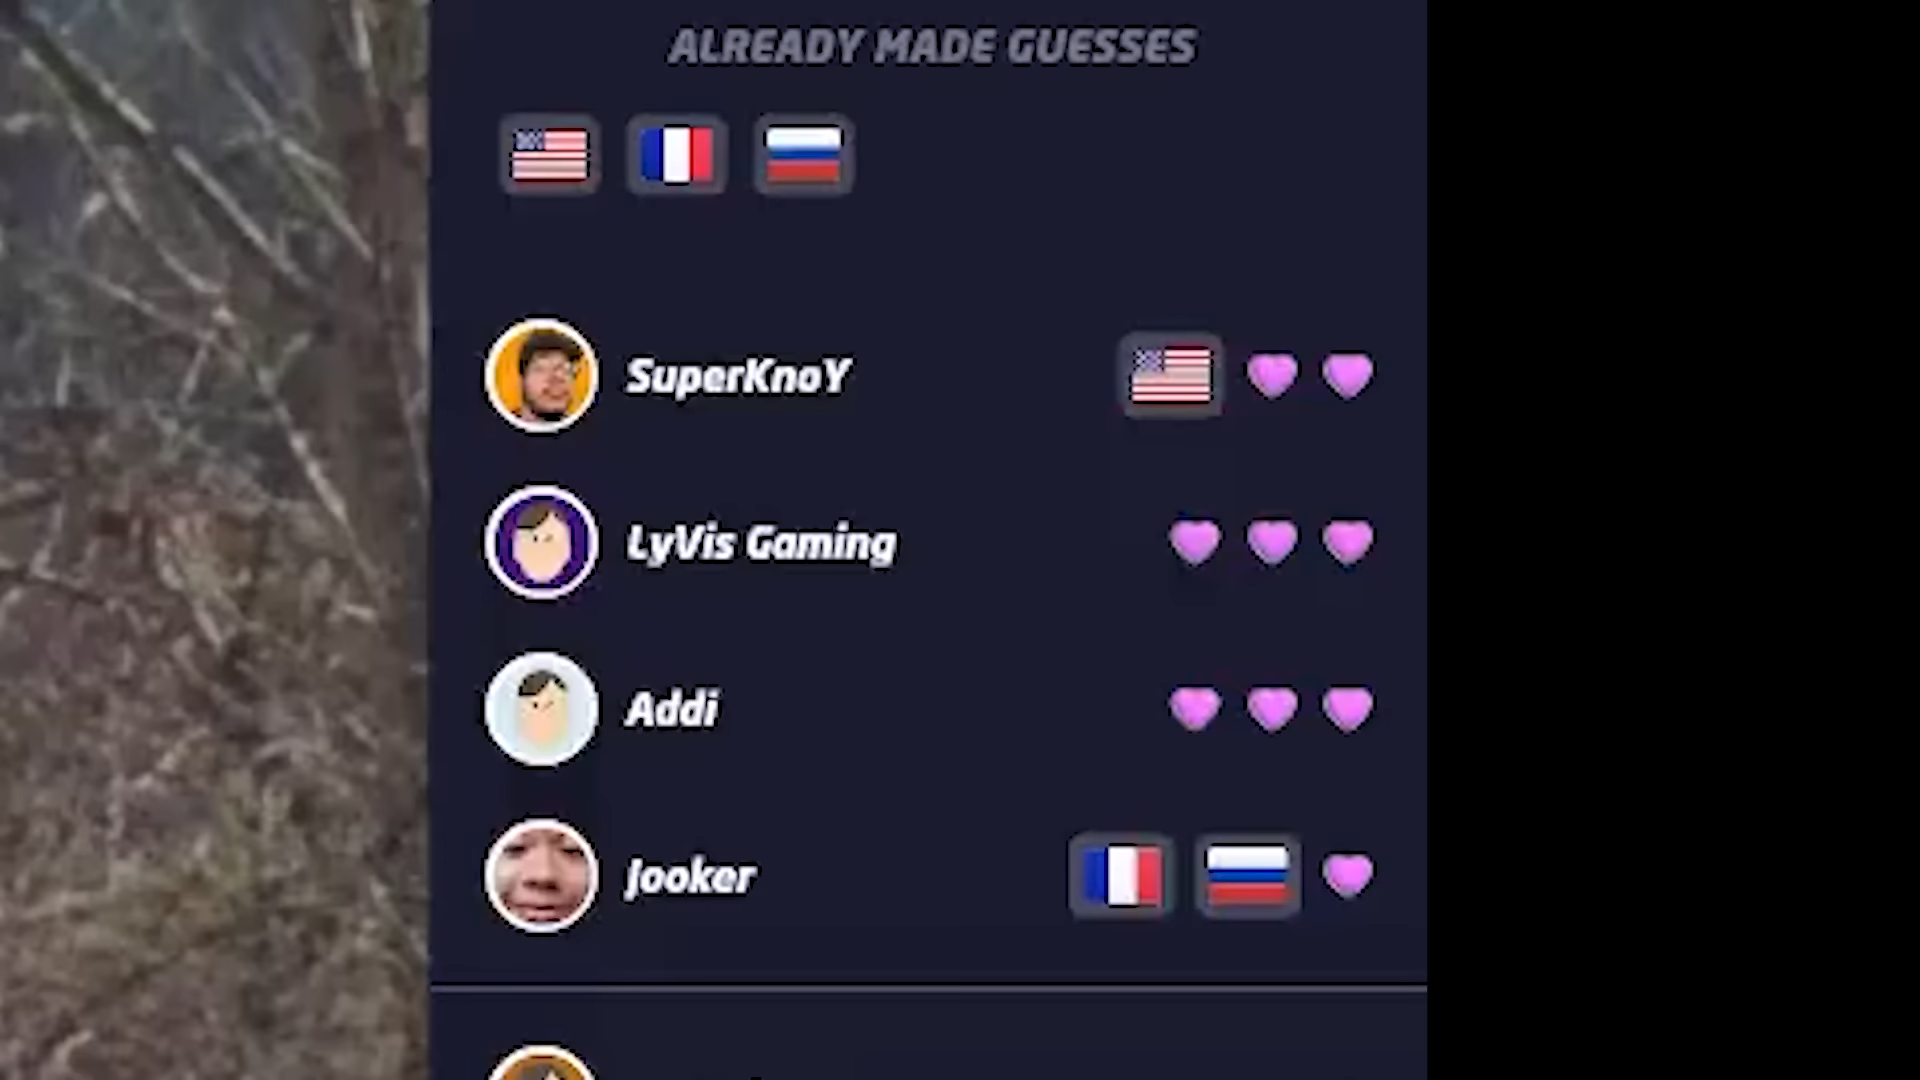 ALREADY MADE GUESSES
SuperKnoY
LyVis Gaming
Addi
Jooker